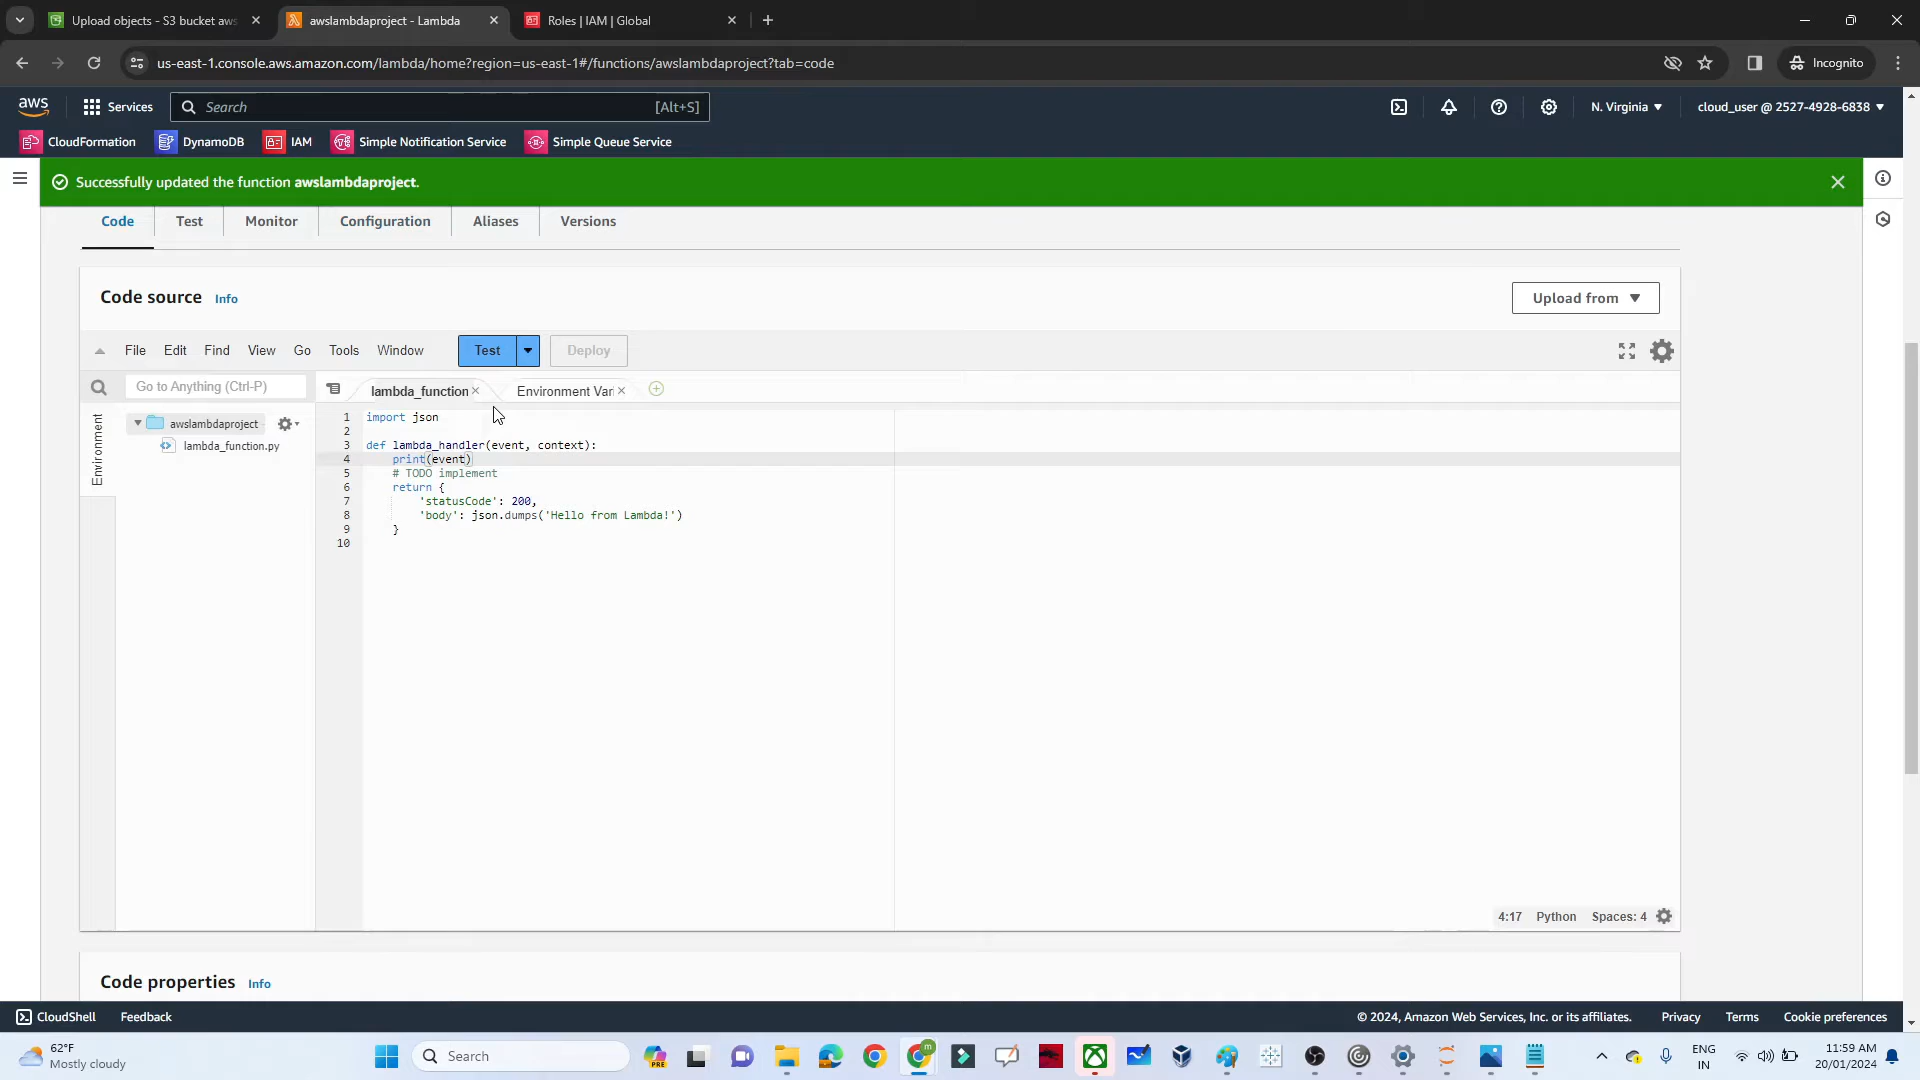 Upload objects - S3 bucket aws
awslambdaproject - Lambda
Roles | IAM | Global
us-east-1.console.aws.amazon.com/lambda/home?region=us-east-1#/functions/awslambdaproject?tab=code
Incognito
aws
Services
Search
[Alt+S]
N. Virginia
cloud_user @ 2527-4928-6838
CloudFormation
DynamoDB
IAM
Simple Notification Service
Simple Queue Service
Successfully updated the function awslambdaproject.
Code
Test
Monitor
Configuration
Aliases
Versions
Code source
Info
Upload from
File
Edit
Find
View
Go
Tools
Window
Test
Deploy
Go to Anything (Ctrl-P)
lambda_function
Environment Vari
Environment
awslambdaproject
lambda_function.py
1 import json
2
3 def lambda_handler(event, context):
4 print(event)
5 # TODO implement
6 return {
7 'statusCode': 200,
8 'body': json.dumps('Hello from Lambda!')
9 }
10
4:17
Python
Spaces: 4
Code properties
Info
CloudShell
Feedback
© 2024, Amazon Web Services, Inc. or its affiliates.
Privacy
Terms
Cookie preferences
62°F
Mostly cloudy
Search
PRE
ENG
IN
11:59 AM
20/01/2024